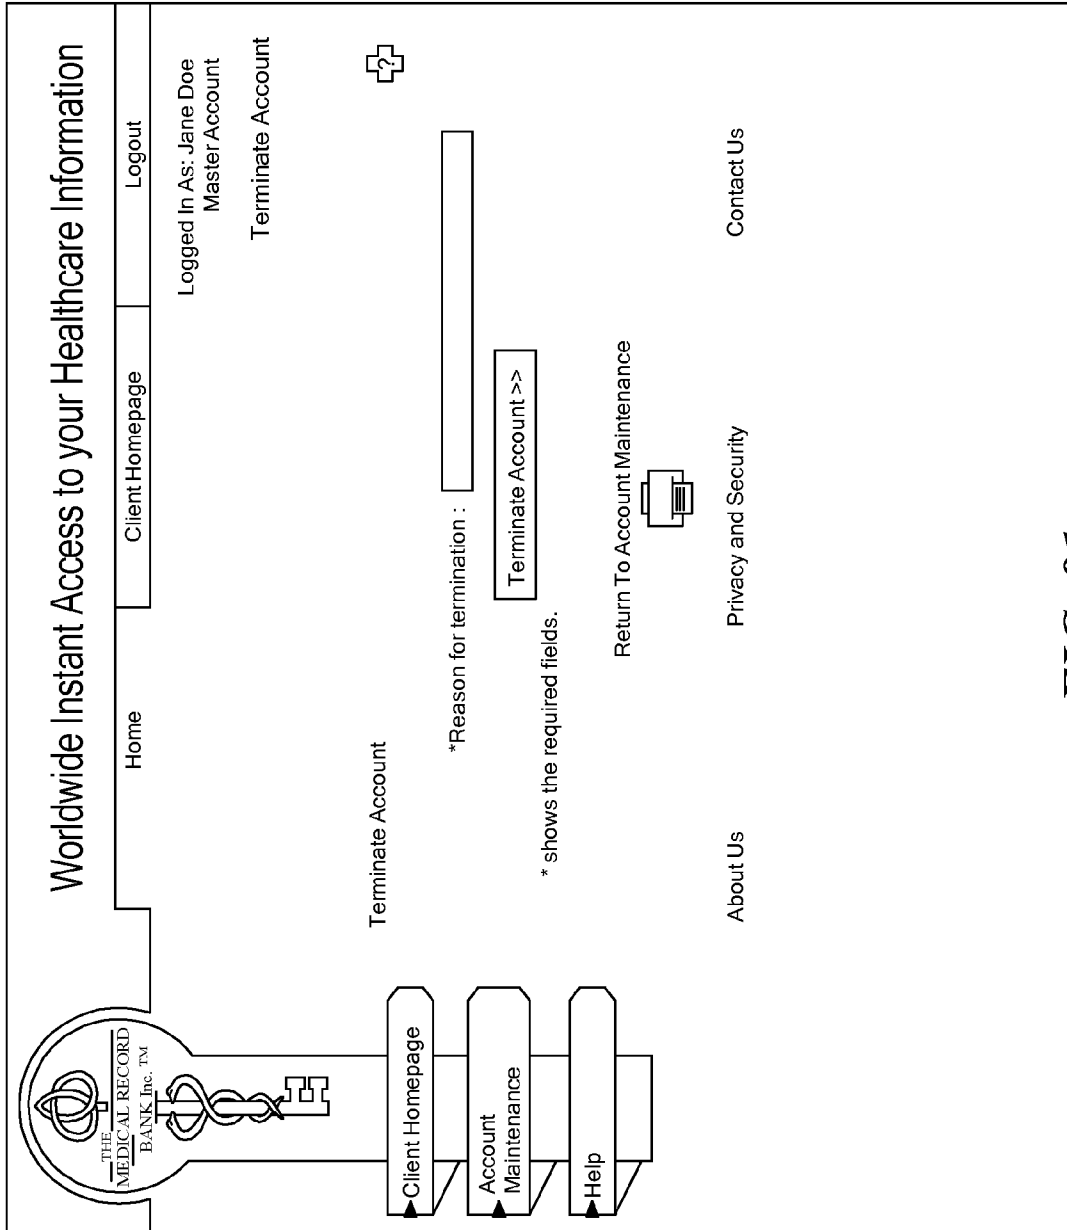 Worldwide Instant Access to your Healthcare Information
Home
Client Homepage
Logout
THE
MEDICAL RECORD
BANK Inc. TM
Logged In As: Jane Doe
Master Account
Terminate Account
Terminate Account
?
*Reason for termination :
Terminate Account >>
* shows the required fields.
Client Homepage
Account
Maintenance
Help
Return To Account Maintenance
About Us
Privacy and Security
Contact Us